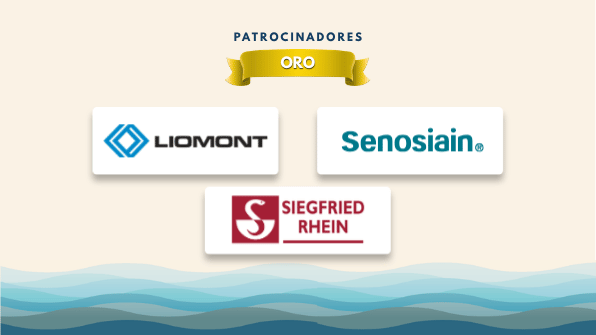 PATROCINADORES
ORO
LIOMONT
Senosiain®
SIEGFRIED
RHEIN